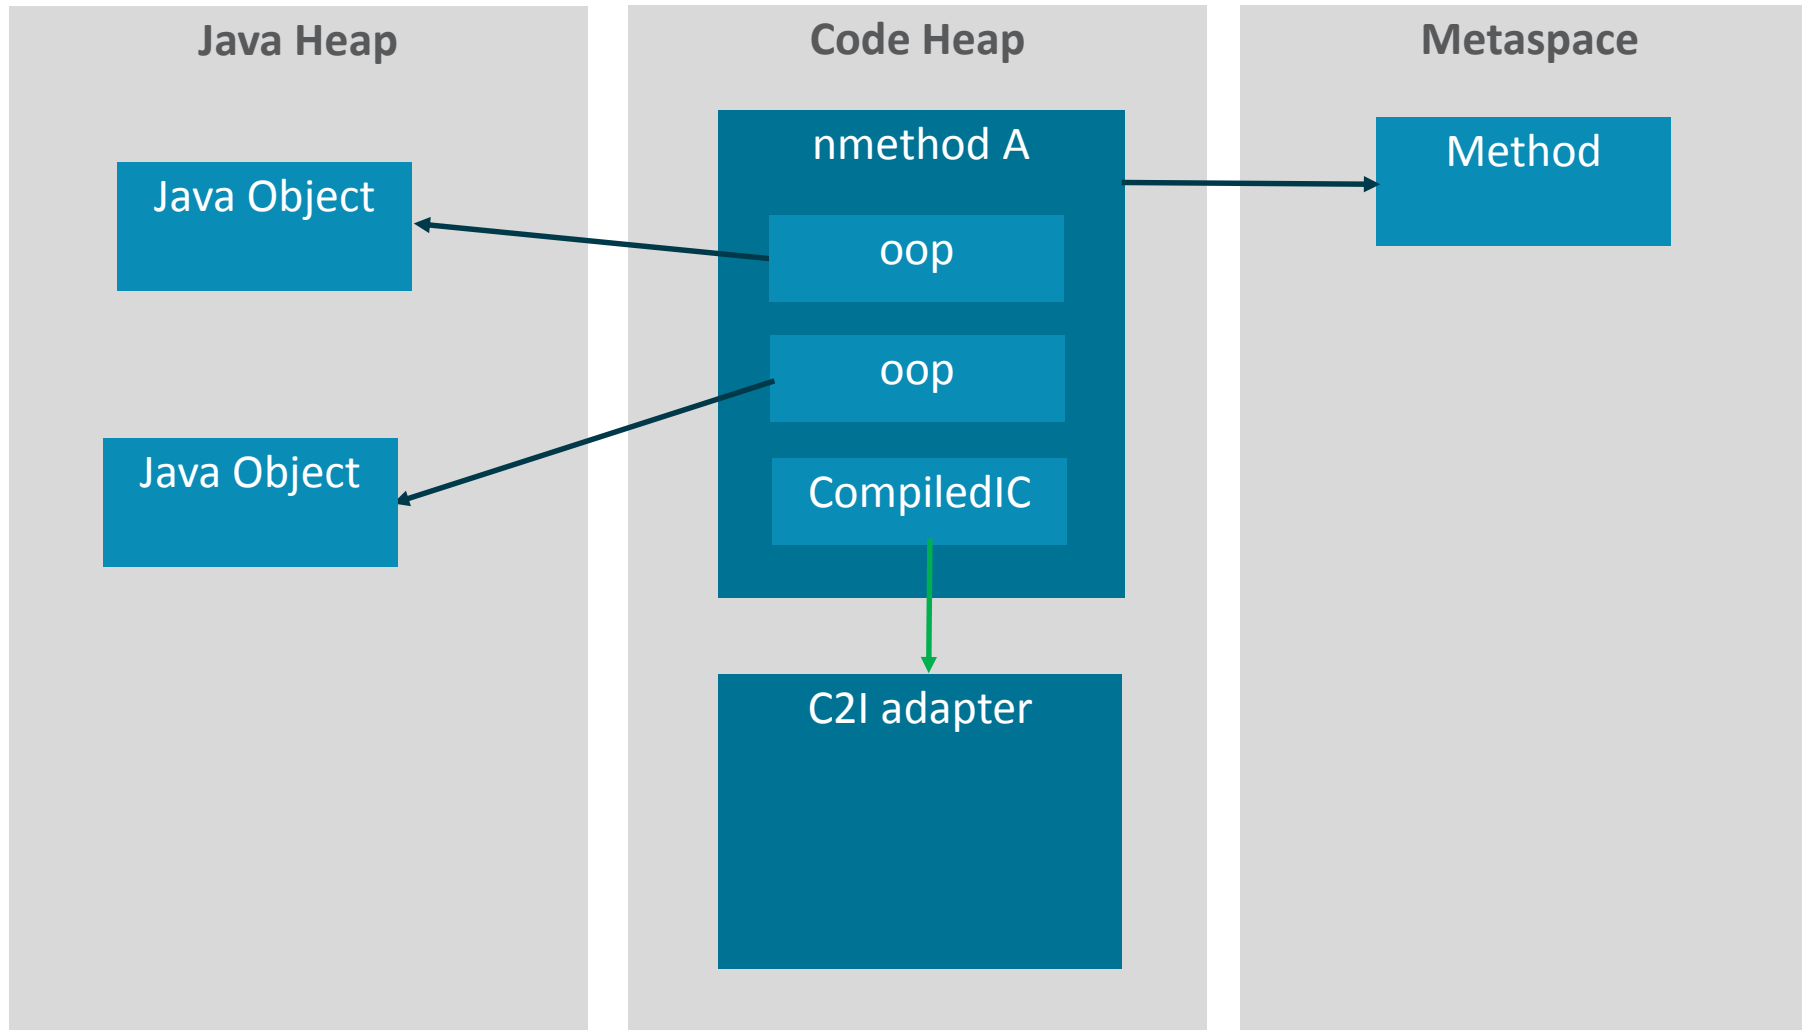 Java Heap
Code Heap
Metaspace
nmethod A
Method
Java Object
oop
oop
Java Object
CompiledIC
C2I adapter